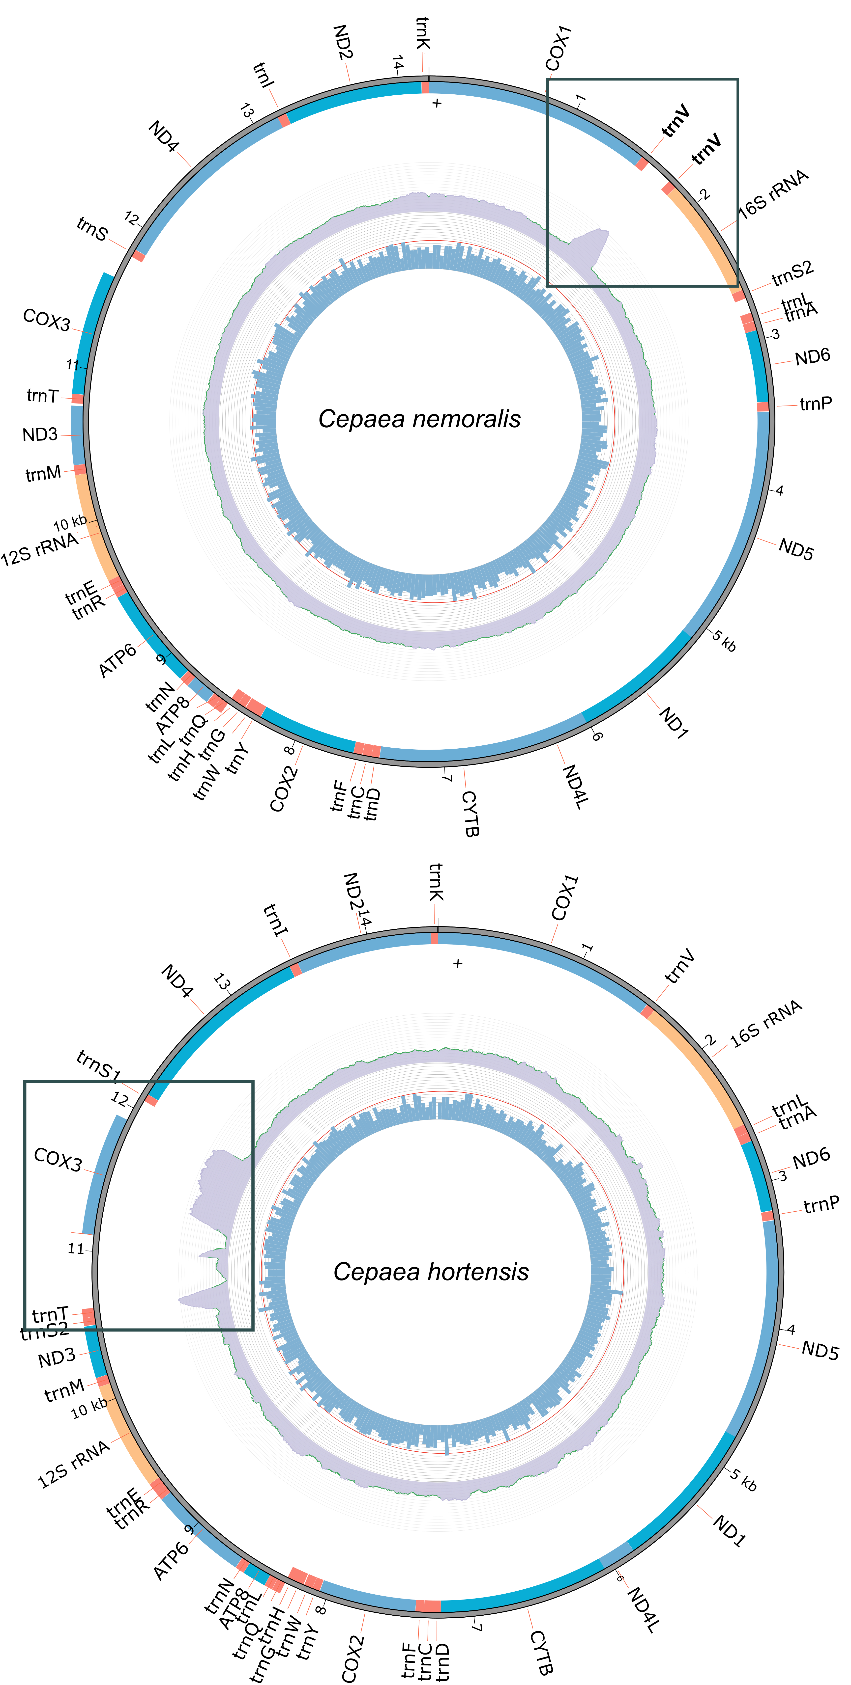 trnK
COX1
1
trnV
trnV
2
16S rRNA
trnS2
trnL
trnA
3
ND6
trnP
4
ND5
5 kb
ND1
6
ND4L
7
CYTB
trnD
trnC
trnF
COX2
8
trnY
trnW
trnG
trnH
trnQ
trnL
ATP8
trnN
9
ATP6
trnR
trnE
12S rRNA
10 kb
trnM
ND3
trnT
11
COX3
trnS
12
ND4
13
trnI
ND2
14
+
Cepaea nemoralis
trnK
COX1
1
trnV
2
16S rRNA
trnL
trnA
ND6
3
trnP
4
ND5
5 kb
ND1
6
ND4L
CYTB
7
trnD
trnC
trnF
COX2
8
trnY
trnW
trnH
trnG
trnQ
trnL
ATP8
trnN
9
ATP6
trnR
trnE
12S rRNA
10 kb
trnM
ND3
trnS2
trnT
11
COX3
12
trnS1
ND4
13
trnI
ND2
14
+
Cepaea hortensis